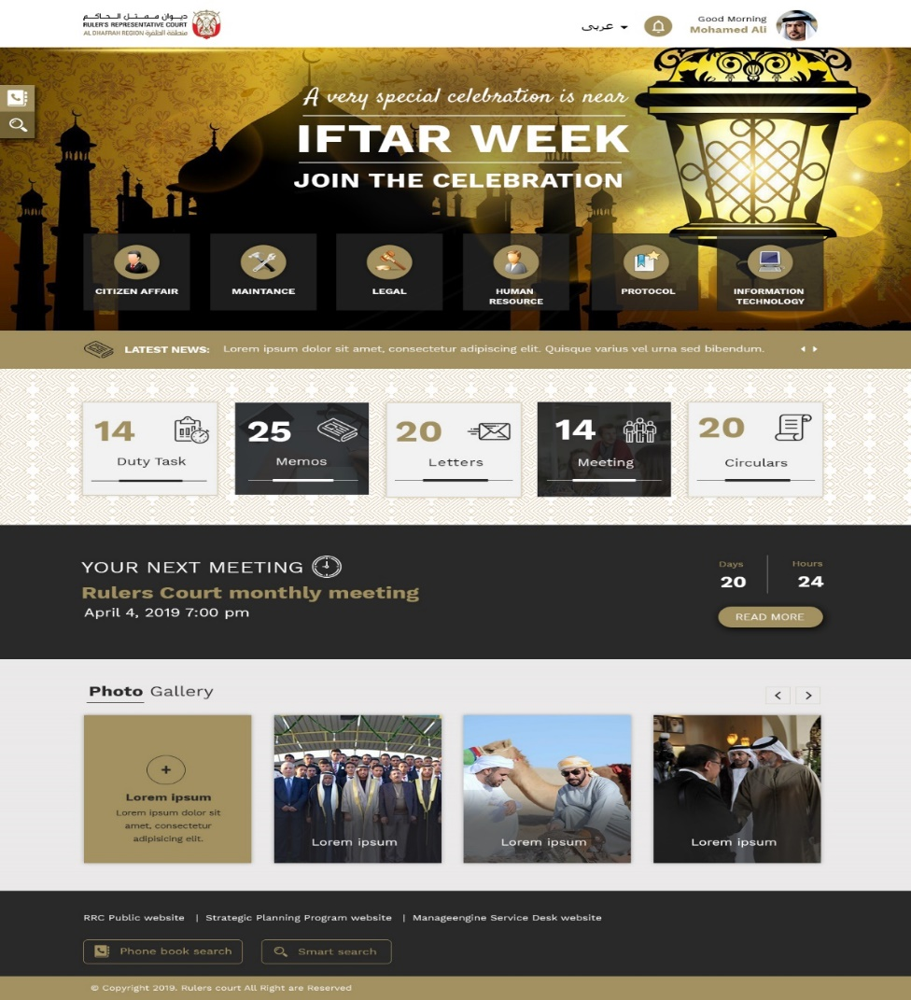 ديــوان مــمــثــل الــحــاكــم
RULER'S REPRESENTATIVE COURT
AL DHAFRAH REGION منطقة الظفرة
عربى
Good Morning
Mohamed Ali
A very special celebration is near
IFTAR WEEK
JOIN THE CELEBRATION
CITIZEN AFFAIR
MAINTANCE
LEGAL
HUMAN
RESOURCE
PROTOCOL
INFORMATION
TECHNOLOGY
LATEST NEWS: Lorem ipsum dolor sit amet, consectetur adipiscing elit. Quisque varius vel urna sed bibendum.
14
Duty Task
25
Memos
20
Letters
14
Meeting
20
Circulars
YOUR NEXT MEETING
Rulers Court monthly meeting
April 4, 2019 7:00 pm
Days
20
Hours
24
READ MORE
Photo Gallery
Lorem ipsum
Lorem ipsum dolor sit
amet, consectetur
adipisicing elit.
Lorem ipsum
Lorem ipsum
Lorem ipsum
RRC Public website | Strategic Planning Program website | Manageengine Service Desk website
Phone book search
Smart search
© Copyright 2019. Rulers court All Right are Reserved